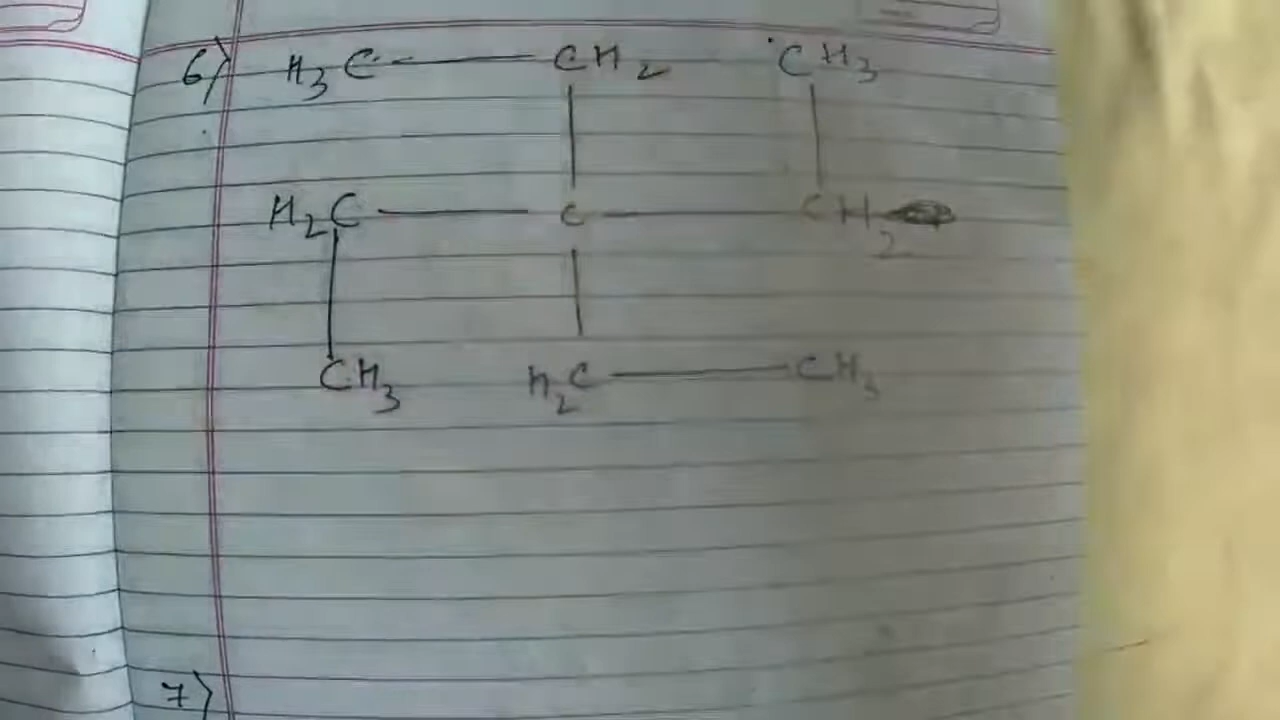 6) H3C — CH2 CH3
H2C — C — CH2
CH3 H2C — CH3
7)